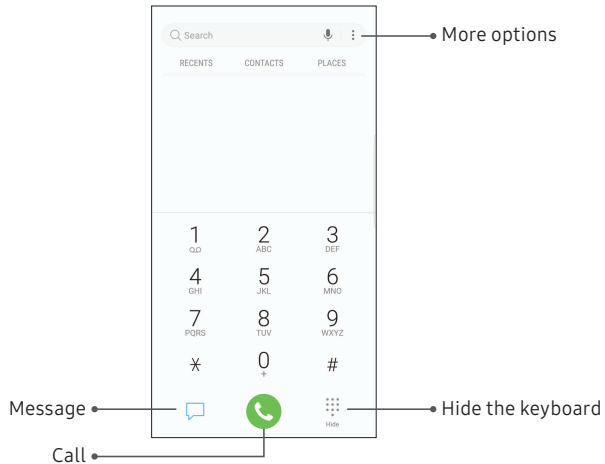 Search
More options
RECENTS CONTACTS PLACES
1 2 3
ABC DEF
4 5 6
GHI JKL MNO
7 8 9
PQRS TUV WXYZ
* 0 #
+
Message
Hide the keyboard
Hide
Call